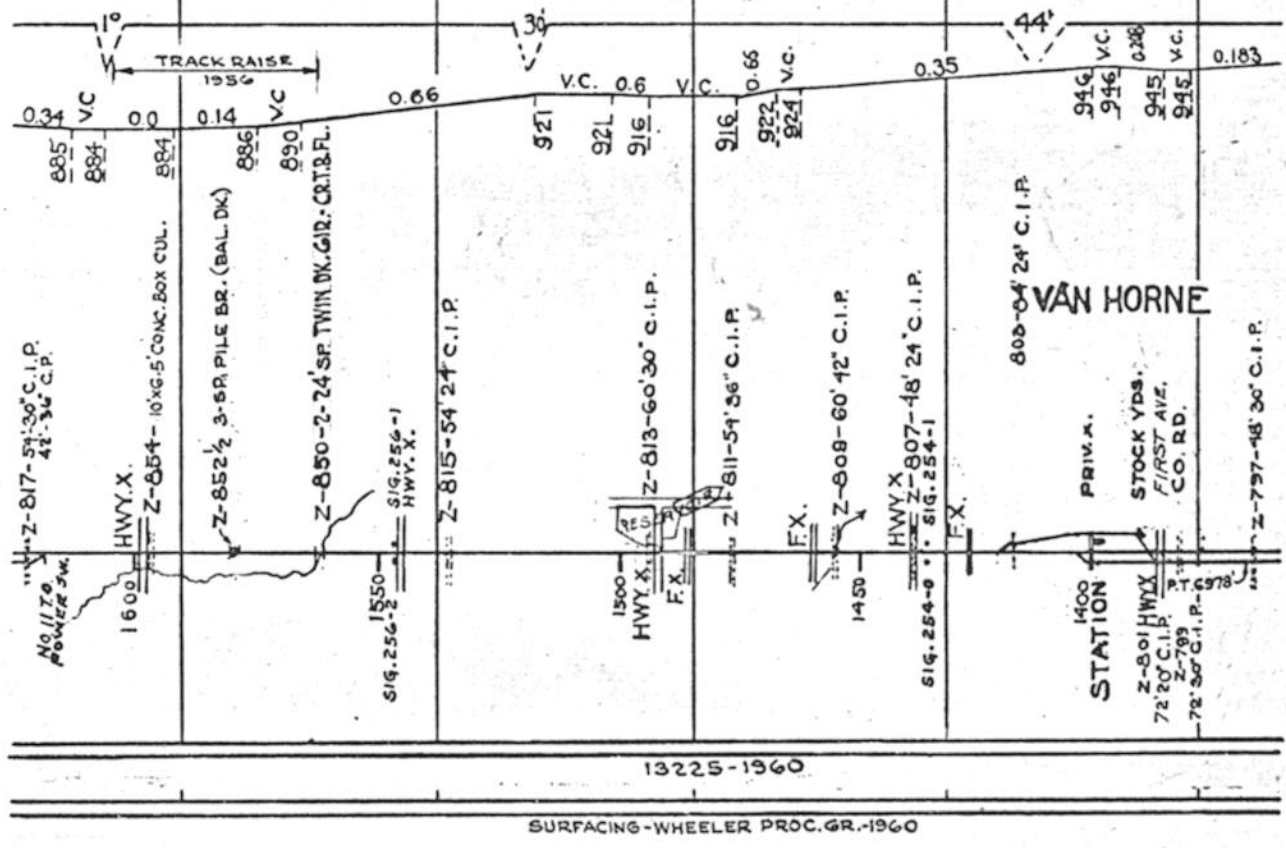 1° 30' 44'
TRACK RAISE
1956
0.34 V.C 0.0 0.14 0.66 V.C. 0.6 V.C. 0.65 V.C. 0.35 V.C. V.C. 0.183
885 884 884 886 890 921 921 916 916 922 924 946 946 945 945
Z-817-54'-30" C.I.P.
42'-36" C.P.
HWY.X.
Z-854-10'X6.5' CONC. BOX CUL.
Z-852½ 3-SP. PILE BR. (BAL. DK.)
Z-850-2-24' SP. TWIN.DK.GIR.-CR.T.B.FL.
SIG.256-1
HWY. X.
Z-815-54' 24" C.I.P.
Z-813-60' 30" C.I.P.
RES
Z-811-54' 36" C.I.P.
F.X.
Z-809-60' 42" C.I.P.
HWY.X
Z-807-48' 24" C.I.P.
SIG. 254-1
F.X.
803-84' 24" C.I.P.
VAN HORNE
PRIV. X.
STOCK YDS.
FIRST AVE.
CO. RD.
Z-797-48' 30" C.I.P.
No 11 T.O.
POWER SW.
1600
1550
SIG.256-2
1500
HWY.X.
F.X.
1450
SIG.254-0
1400
STATION
Z-801 HWY.X
72' 20" C.I.P.
Z-799
72' 30" C.I.P.
P.T. 6978'
13225-1960
SURFACING-WHEELER PROC.GR.-1960